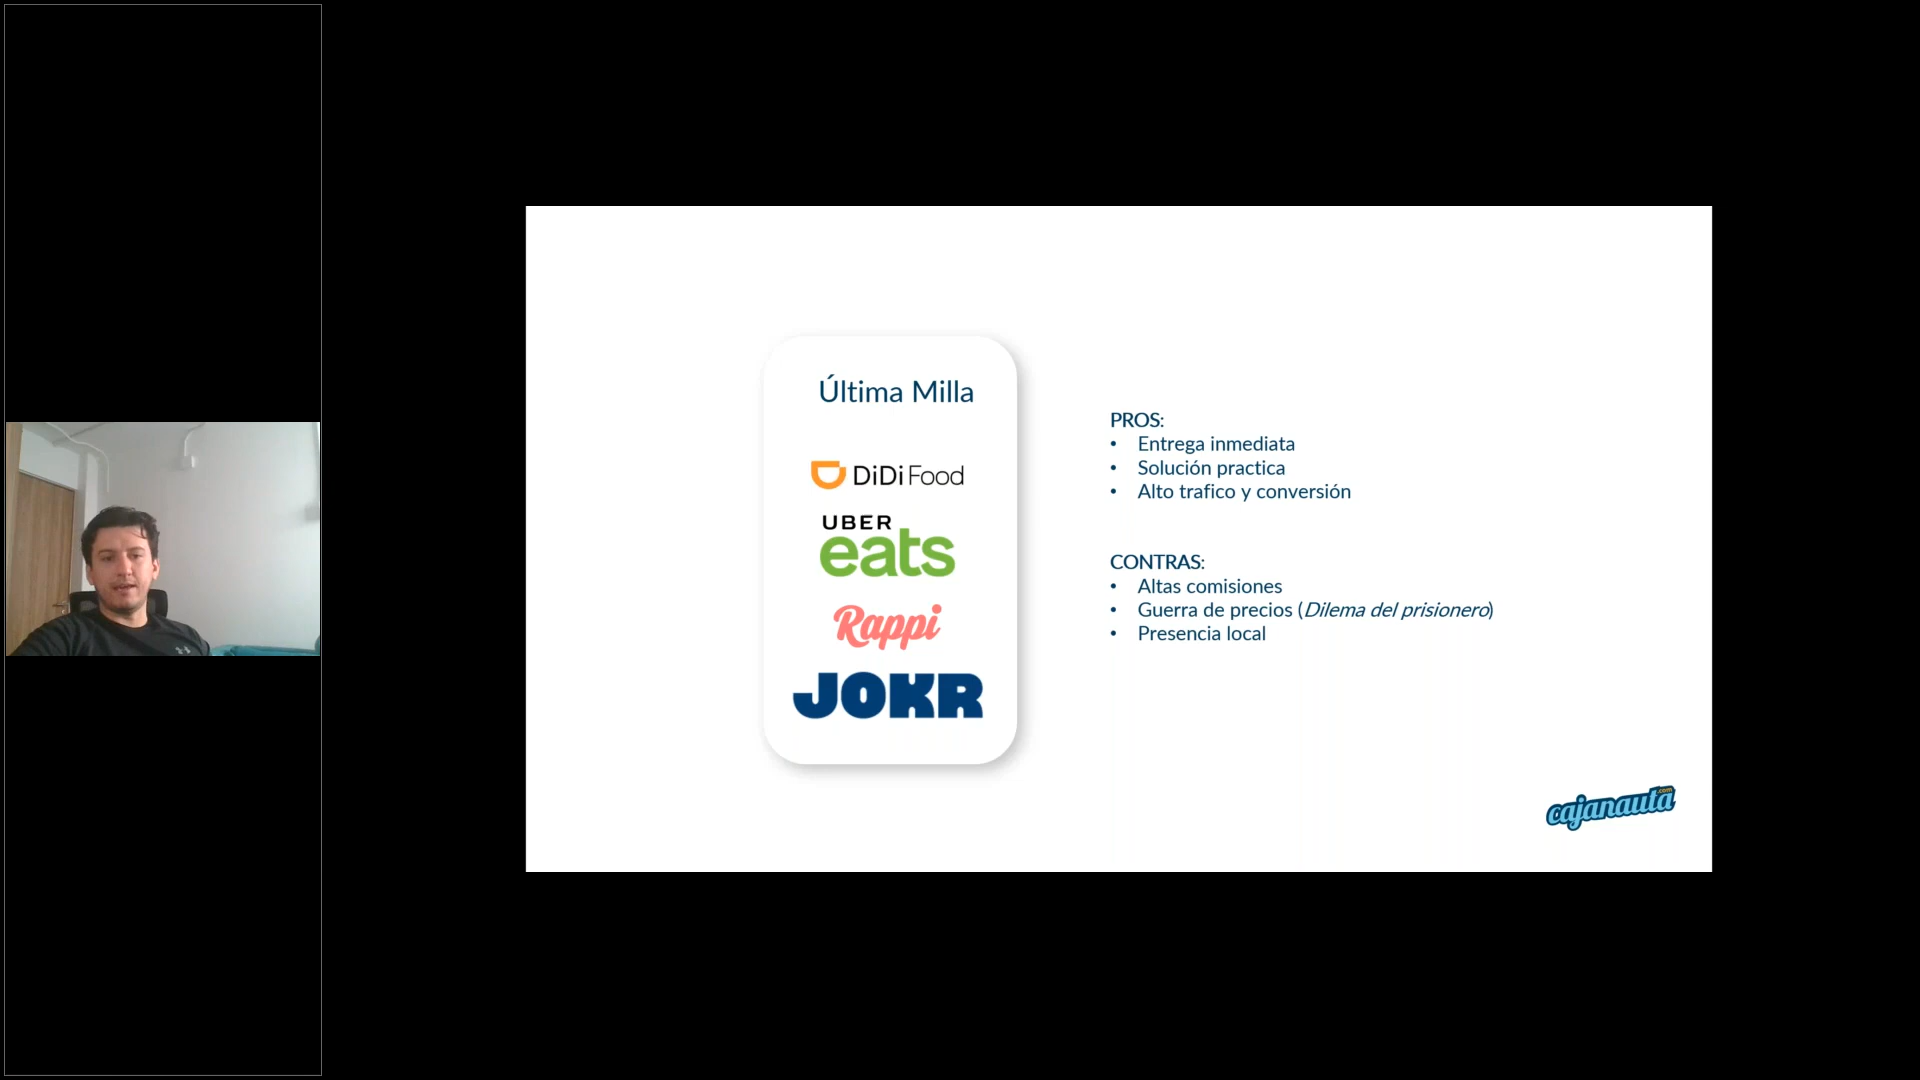 Última Milla
DiDi Food
UBER
eats
Rappi
JOKR
PROS:
• Entrega inmediata
• Solución practica
• Alto trafico y conversión
CONTRAS:
• Altas comisiones
• Guerra de precios (Dilema del prisionero)
• Presencia local
cajanauta.com